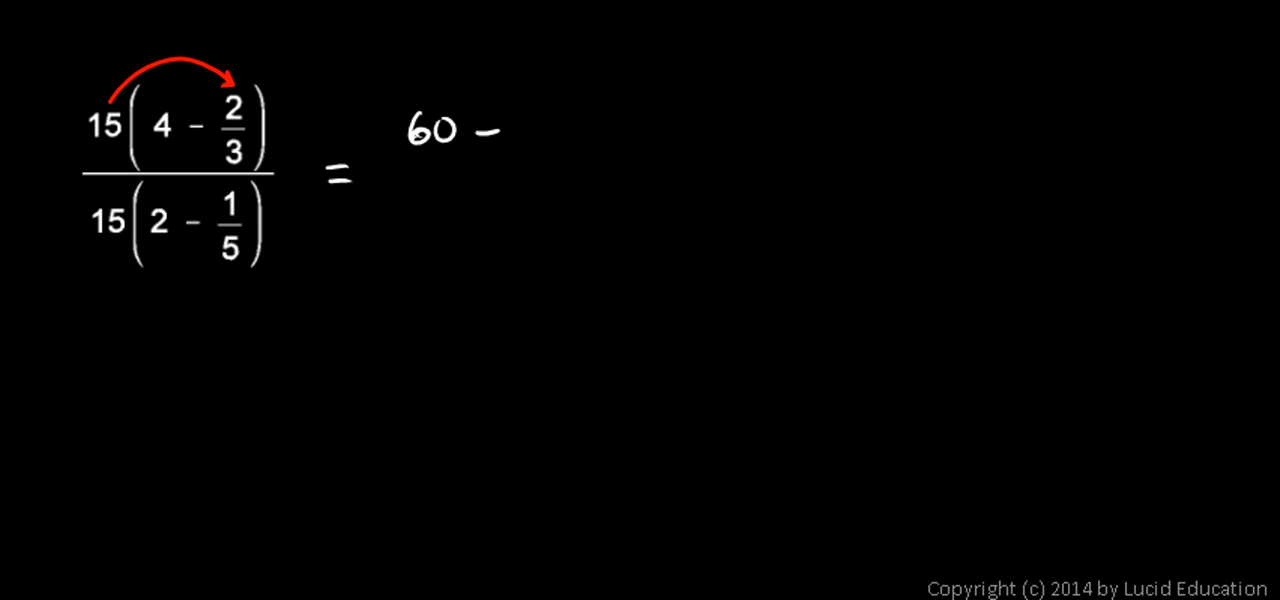 15(4 - 2/3) / 15(2 - 1/5) = 60 -
Copyright (c) 2014 by Lucid Education